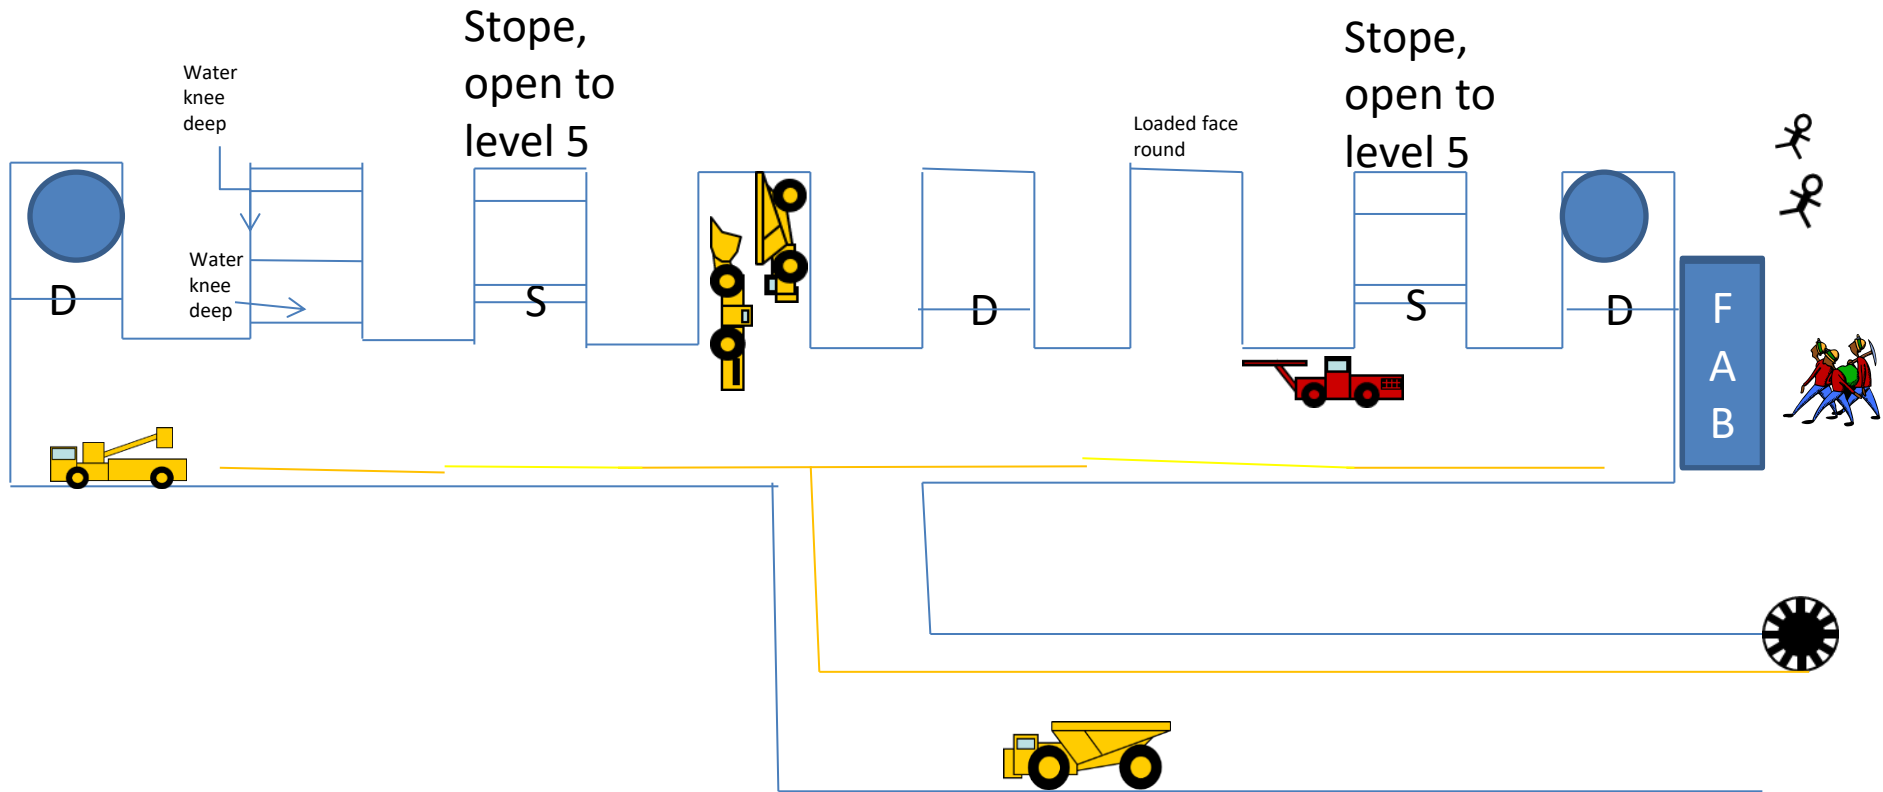 Stope,
open to
level 5
Stope,
open to
level 5
Water
knee
deep
Loaded face
round
Water
knee
deep
D
S
D
S
D
F
A
B